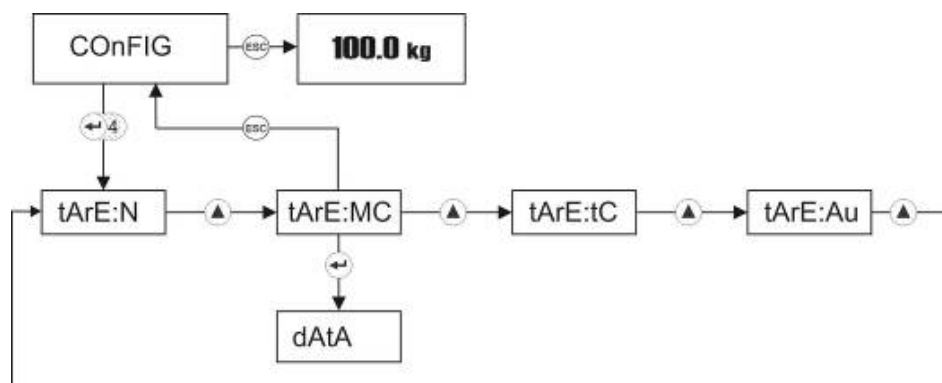 COnFIG
ESC
100.0 kg
4
ESC
tArE:N
tArE:MC
tArE:tC
tArE:Au
dAtA